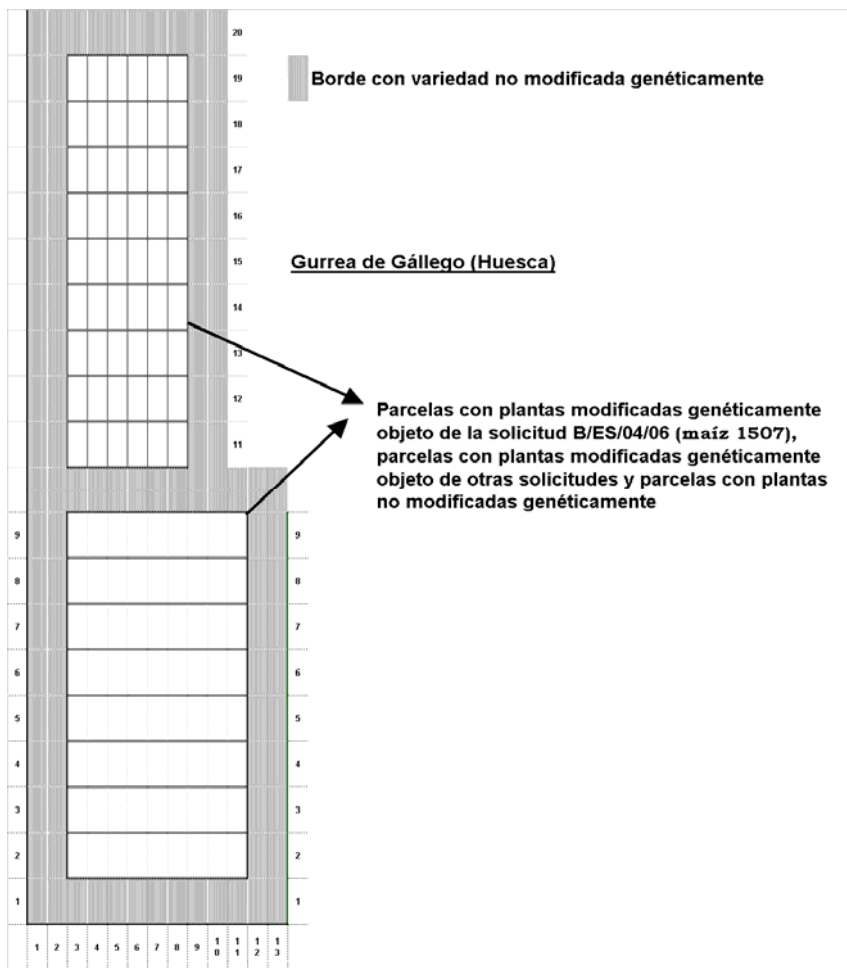 20
Borde con variedad no modificada genéticamente
19
18
17
16
Gurrea de Gállego (Huesca)
15
14
13
12
11
Parcelas con plantas modificadas genéticamente
objeto de la solicitud B/ES/04/06 (maíz 1507),
parcelas con plantas modificadas genéticamente
objeto de otras solicitudes y parcelas con plantas
no modificadas genéticamente
9 9
8 8
7 7
6 6
5 5
4 4
3 3
2 2
1 1
1 2 3 4 5 6 7 8 9 10 11 12 13